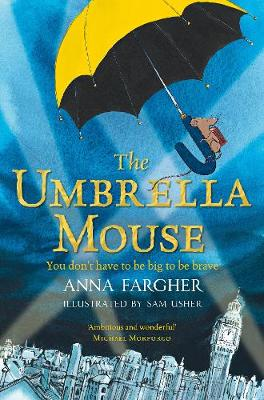 The
UMBRELLA
MOUSE
You don't have to be big to be brave
ANNA FARGHER
ILLUSTRATED BY SAM USHER
'Ambitious and wonderful'
MICHAEL MORPURGO